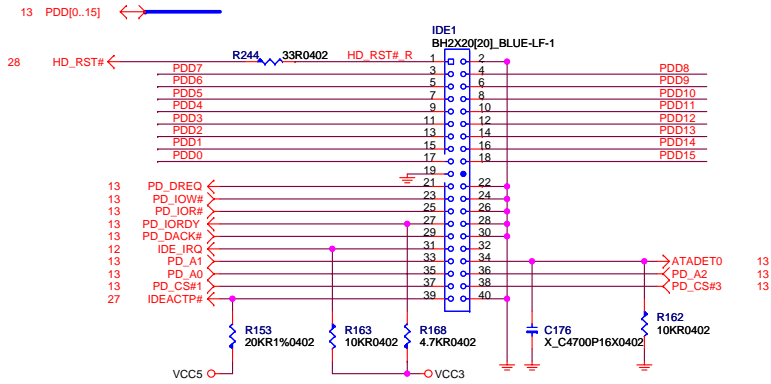 13 PDD[0..15]
IDE1
BH2X20[20]_BLUE-LF-1
28 HD_RST# R244 33R0402 HD_RST#_R 1 2
PDD7 3 4 PDD8
PDD6 5 6 PDD9
PDD5 7 8 PDD10
PDD4 9 10 PDD11
PDD3 11 12 PDD12
PDD2 13 14 PDD13
PDD1 15 16 PDD14
PDD0 17 18 PDD15
19
13 PD_DREQ 21 22
13 PD_IOW# 23 24
13 PD_IOR# 25 26
13 PD_IORDY 27 28
13 PD_DACK# 29 30
12 IDE_IRQ 31 32
13 PD_A1 33 34 ATADET0 13
13 PD_A0 35 36 PD_A2 13
13 PD_CS#1 37 38 PD_CS#3 13
27 IDEACTP# 39 40
R153 20KR1%0402
R163 10KR0402
R168 4.7KR0402
C176 X_C4700P16X0402
R162 10KR0402
VCC5 VCC3